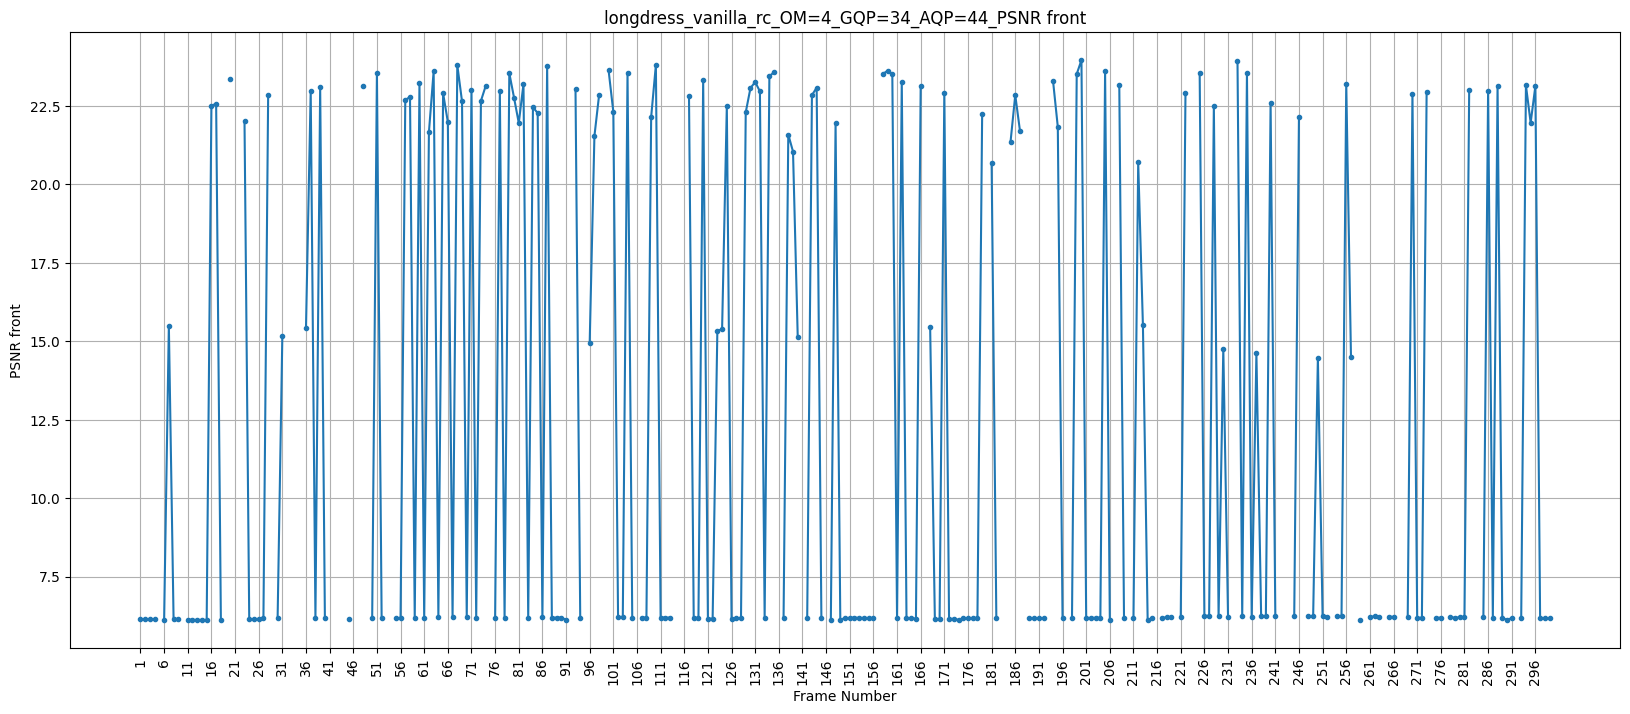 longdress_vanilla_rc_OM=4_GQP=34_AQP=44_PSNR front
PSNR front
22.5
20.0
17.5
15.0
12.5
10.0
7.5
1 6 11 16 21 26 31 36 41 46 51 56 61 66 71 76 81 86 91 96 101 106 111 116 121 126 131 136 141 146 151 156 161 166 171 176 181 186 191 196 201 206 211 216 221 226 231 236 241 246 251 256 261 266 271 276 281 286 291 296
Frame Number